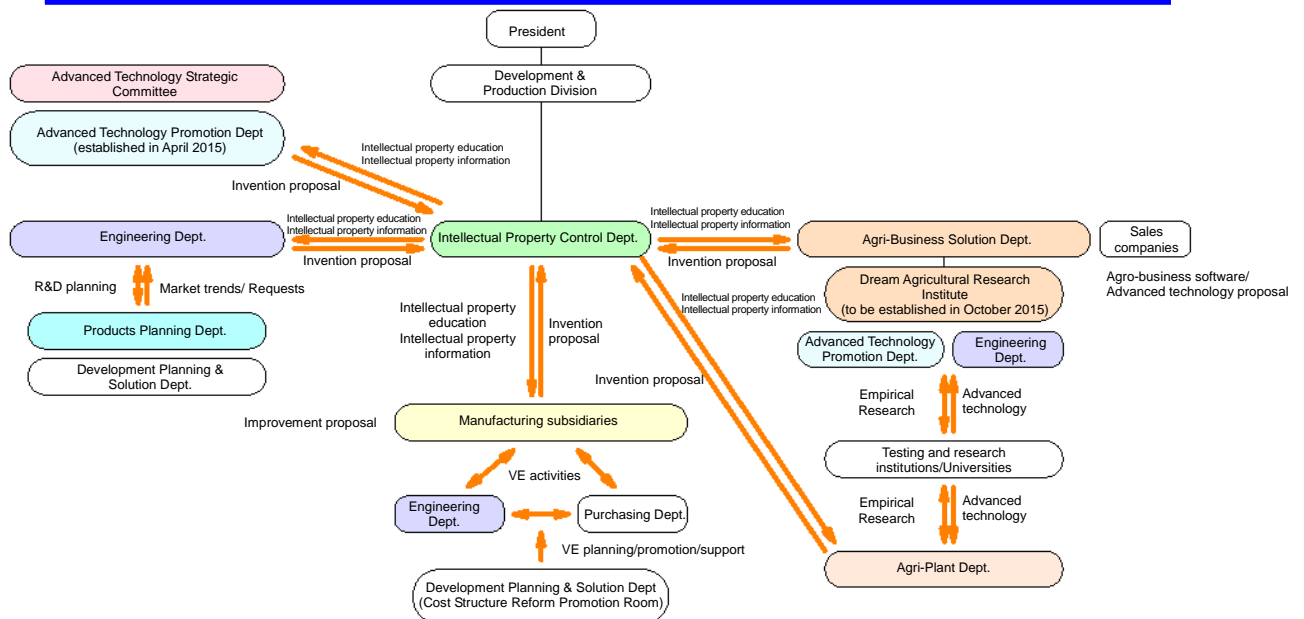 President
Development &
Production Division
Advanced Technology Strategic
Committee
Advanced Technology Promotion Dept
(established in April 2015)
Intellectual property education
Intellectual property information
Invention proposal
Engineering Dept.
Intellectual property education
Intellectual property information
Invention proposal
Intellectual Property Control Dept.
Intellectual property education
Intellectual property information
Invention proposal
Agri-Business Solution Dept.
Sales
companies
Agro-business software/
Advanced technology proposal
R&D planning
Market trends/ Requests
Products Planning Dept.
Development Planning &
Solution Dept.
Intellectual property
education
Intellectual property
information
Invention
proposal
Intellectual property education
Intellectual property information
Invention proposal
Dream Agricultural Research
Institute
(to be established in October 2015)
Advanced Technology
Promotion Dept.
Engineering
Dept.
Empirical
Research
Advanced
technology
Improvement proposal
Manufacturing subsidiaries
Testing and research
institutions/Universities
VE activities
Engineering
Dept.
Purchasing Dept.
Empirical
Research
Advanced
technology
VE planning/promotion/support
Agri-Plant Dept.
Development Planning & Solution Dept
(Cost Structure Reform Promotion Room)